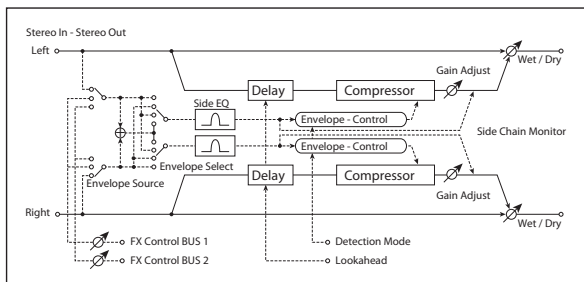 Stereo In - Stereo Out
Left
Wet / Dry
Gain Adjust
Delay
Compressor
Side EQ
Envelope - Control
Side Chain Monitor
Envelope - Control
Envelope Select
Envelope Source
Delay
Compressor
Gain Adjust
Right
Wet / Dry
FX Control BUS 1
Detection Mode
FX Control BUS 2
Lookahead